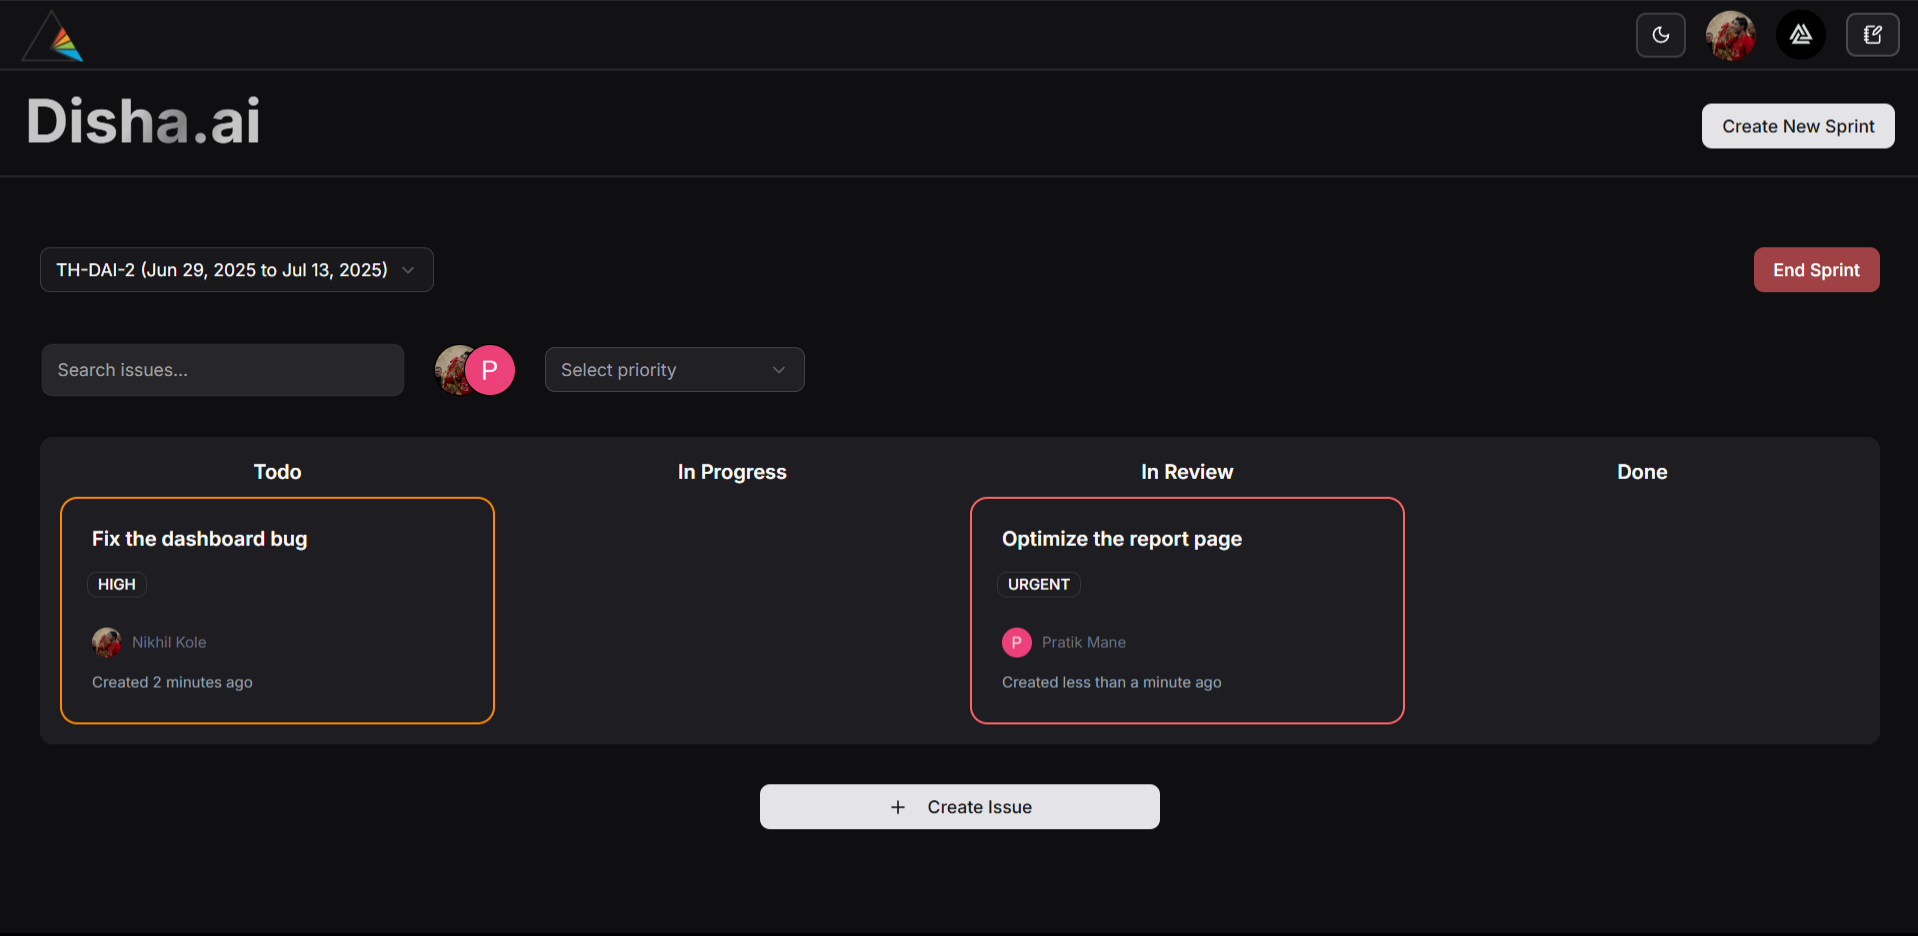 Disha.ai
Create New Sprint
TH-DAI-2 (Jun 29, 2025 to Jul 13, 2025)
End Sprint
Search issues...
P
Select priority
Todo
In Progress
In Review
Done
Fix the dashboard bug
HIGH
Nikhil Kole
Created 2 minutes ago
Optimize the report page
URGENT
P
Pratik Mane
Created less than a minute ago
+ Create Issue